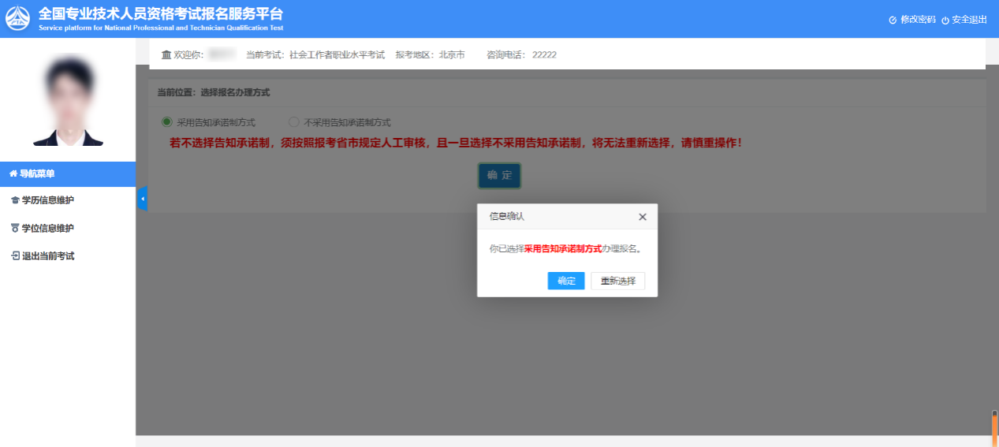 全国专业技术人员资格考试报名服务平台
Service platform for National Professional and Technician Qualification Test
修改密码 安全退出
欢迎你: 当前考试: 社会工作者职业水平考试 报考地区: 北京市 咨询电话: 22222
当前位置: 选择报名办理方式
采用告知承诺制方式 不采用告知承诺制方式
若不选择告知承诺制，须按照报考省市规定人工审核，且一旦选择不采用告知承诺制，将无法重新选择，请慎重操作！
确 定
导航菜单
学历信息维护
学位信息维护
退出当前考试
信息确认
你已选择采用告知承诺制方式办理报名。
确定 重新选择